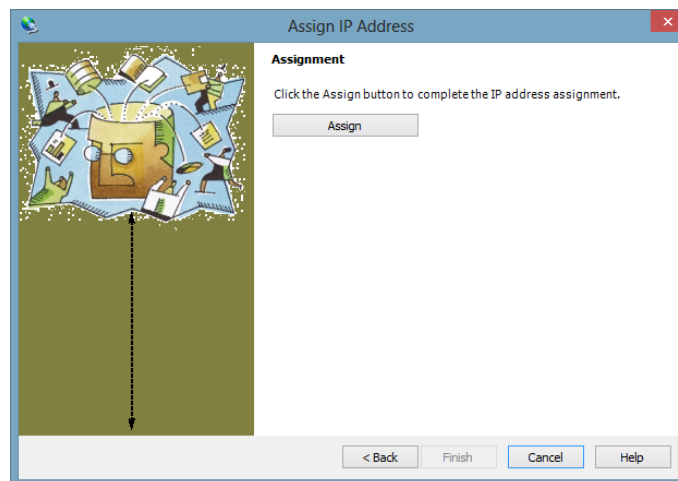 Assign IP Address
Assignment
Click the Assign button to complete the IP address assignment.
Assign
< Back
Finish
Cancel
Help